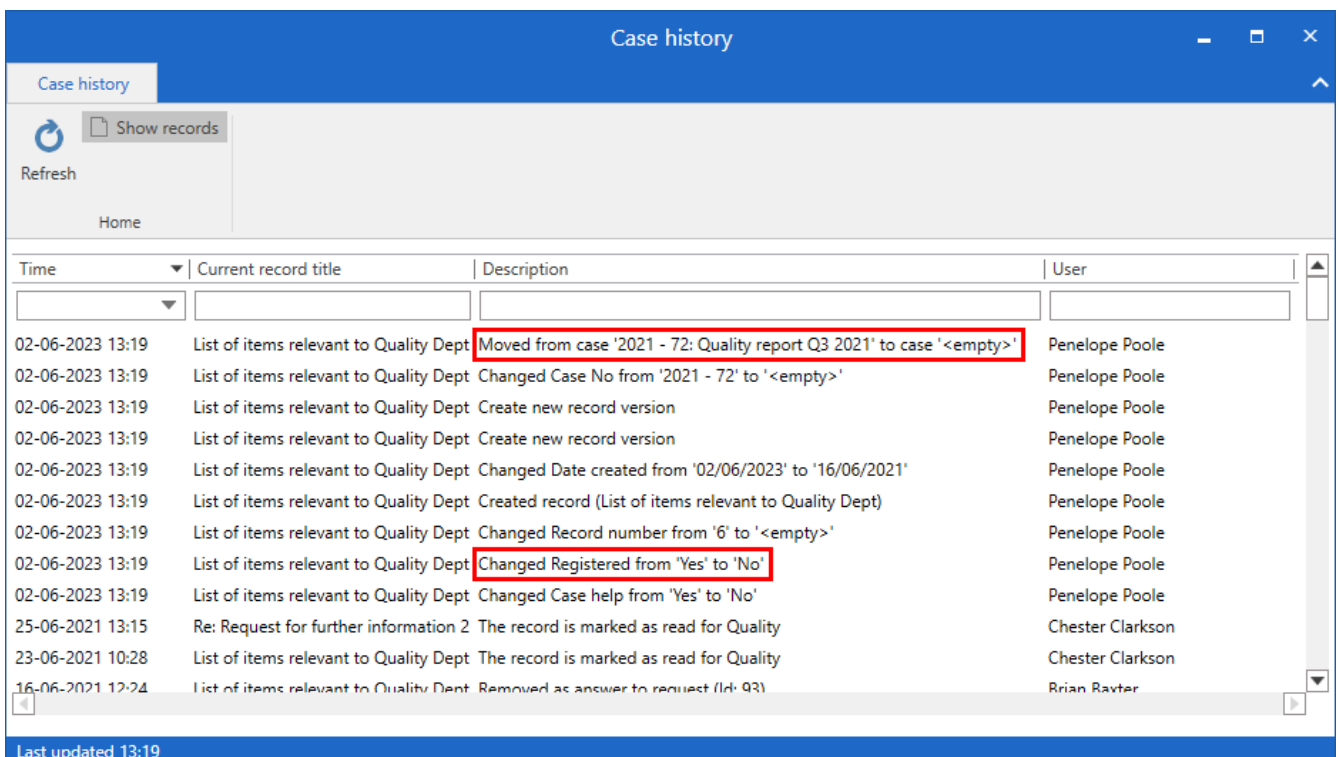 Case history
Case history
Show records
Refresh
Home
Time Current record title Description User
02-06-2023 13:19 List of items relevant to Quality Dept Moved from case '2021 - 72: Quality report Q3 2021' to case '<empty>' Penelope Poole
02-06-2023 13:19 List of items relevant to Quality Dept Changed Case No from '2021 - 72' to '<empty>' Penelope Poole
02-06-2023 13:19 List of items relevant to Quality Dept Create new record version Penelope Poole
02-06-2023 13:19 List of items relevant to Quality Dept Create new record version Penelope Poole
02-06-2023 13:19 List of items relevant to Quality Dept Changed Date created from '02/06/2023' to '16/06/2021' Penelope Poole
02-06-2023 13:19 List of items relevant to Quality Dept Created record (List of items relevant to Quality Dept) Penelope Poole
02-06-2023 13:19 List of items relevant to Quality Dept Changed Record number from '6' to '<empty>' Penelope Poole
02-06-2023 13:19 List of items relevant to Quality Dept Changed Registered from 'Yes' to 'No' Penelope Poole
02-06-2023 13:19 List of items relevant to Quality Dept Changed Case help from 'Yes' to 'No' Penelope Poole
25-06-2021 13:15 Re: Request for further information 2 The record is marked as read for Quality Chester Clarkson
23-06-2021 10:28 List of items relevant to Quality Dept The record is marked as read for Quality Chester Clarkson
16-06-2021 12:24 List of items relevant to Quality Dept Removed as answer to request (Id: 93) Brian Baxter
Last updated 13:19